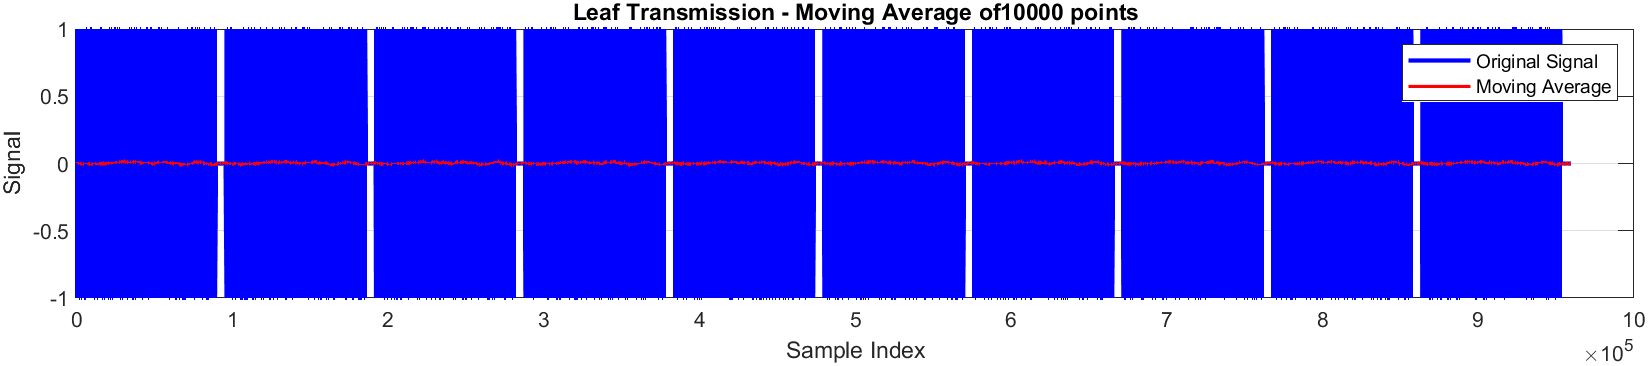 Leaf Transmission - Moving Average of10000 points
1
0.5
0
-0.5
-1
Signal
Original Signal
Moving Average
0 1 2 3 4 5 6 7 8 9 10
Sample Index
×10^5